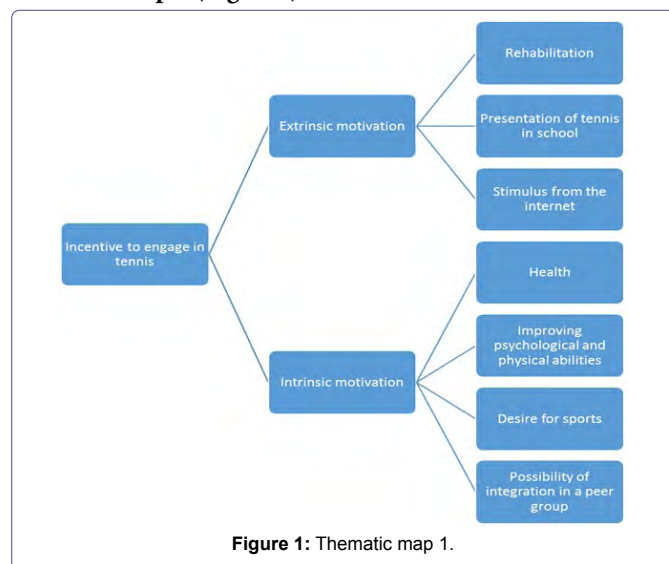 Rehabilitation
Extrinsic motivation
Presentation of tennis
in school
Stimulus from the
internet
Incentive to engage in
tennis
Health
Improving
psychological and
physical abilities
Intrinsic motivation
Desire for sports
Possibility of
integration in a peer
group
Figure 1: Thematic map 1.